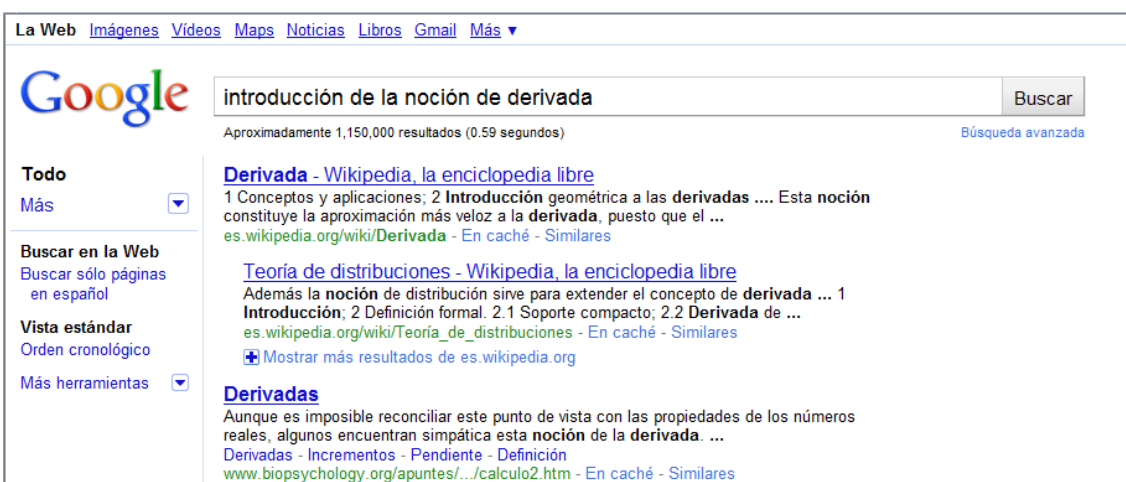 La Web Imágenes Vídeos Maps Noticias Libros Gmail Más ▼
Google
introducción de la noción de derivada
Buscar
Aproximadamente 1,150,000 resultados (0.59 segundos)
Búsqueda avanzada
Todo
Más
Buscar en la Web
Buscar sólo páginas
en español
Vista estándar
Orden cronológico
Más herramientas
Derivada - Wikipedia, la enciclopedia libre
1 Conceptos y aplicaciones; 2 Introducción geométrica a las derivadas .... Esta noción
constituye la aproximación más veloz a la derivada, puesto que el ...
es.wikipedia.org/wiki/Derivada - En caché - Similares
Teoría de distribuciones - Wikipedia, la enciclopedia libre
Además la noción de distribución sirve para extender el concepto de derivada ... 1
Introducción; 2 Definición formal. 2.1 Soporte compacto; 2.2 Derivada de ...
es.wikipedia.org/wiki/Teoría_de_distribuciones - En caché - Similares
Mostrar más resultados de es.wikipedia.org
Derivadas
Aunque es imposible reconciliar este punto de vista con las propiedades de los números
reales, algunos encuentran simpática esta noción de la derivada. ...
Derivadas - Incrementos - Pendiente - Definición
www.biopsychology.org/apuntes/.../calculo2.htm - En caché - Similares